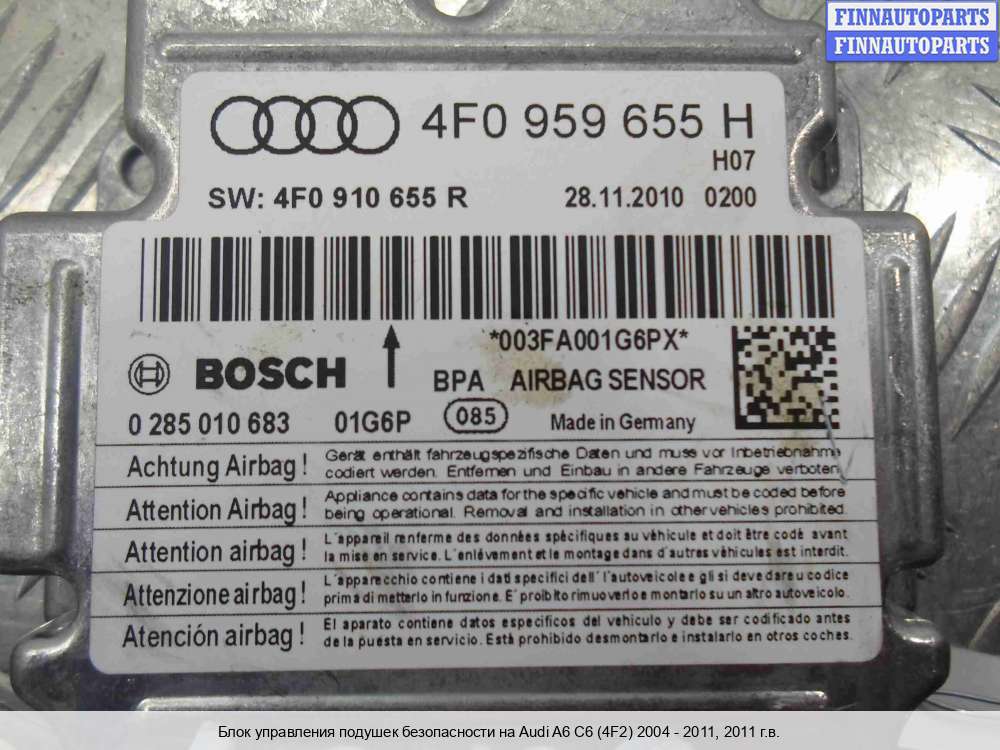 FINNAUTOPARTS
FINNAUTOPARTS
4F0 959 655 H
H07
SW: 4F0 910 655 R
28.11.2010 0200
*003FA001G6PX*
BOSCH
BPA AIRBAG SENSOR
0 285 010 683 01G6P 085 Made in Germany
Achtung Airbag! Gerät enthält fahrzeugspezifische Daten und muss vor Inbetriebnahme
codiert werden. Entfernen und Einbau in andere Fahrzeuge verboten.
Attention Airbag! Appliance contains data for the specific vehicle and must be coded before
being operational. Removal and installation in other vehicles prohibited.
Attention airbag! L'appareil renferme des données spécifiques au véhicule et doit être codé avant
la mise en service. L'enlévement et le montage dans d'autres véhicules est interdit.
Attenzione airbag! L'apparecchio contiene i dati specifici dell'l'autoveicolo e gli si deve dare u codice
prima di metterlo in funzione. E'proibito rimuoverlo e montarlo su un altro autoveicolo.
Atención airbag! El aparato contiene datos especificos del vehiculo y debe ser codificado antes
de la puesta en servicio. Está prohibido desmontarlo e instalarlo en otros coches.
Блок управления подушек безопасности на Audi A6 C6 (4F2) 2004 - 2011, 2011 г.в.